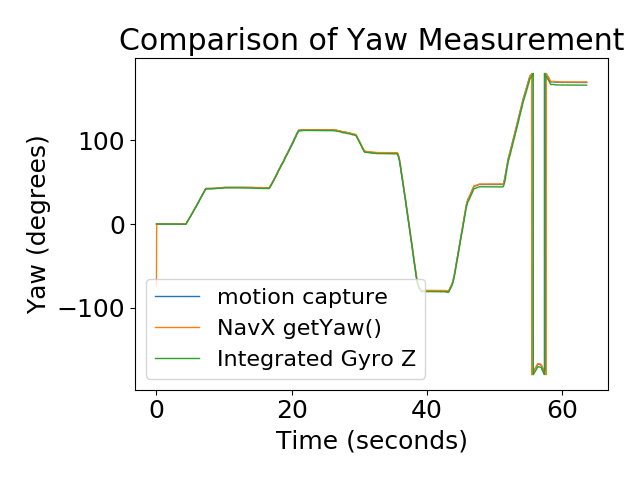 Comparison of Yaw Measurement
Yaw (degrees)
100
0
−100
motion capture
NavX getYaw()
Integrated Gyro Z
0 20 40 60
Time (seconds)